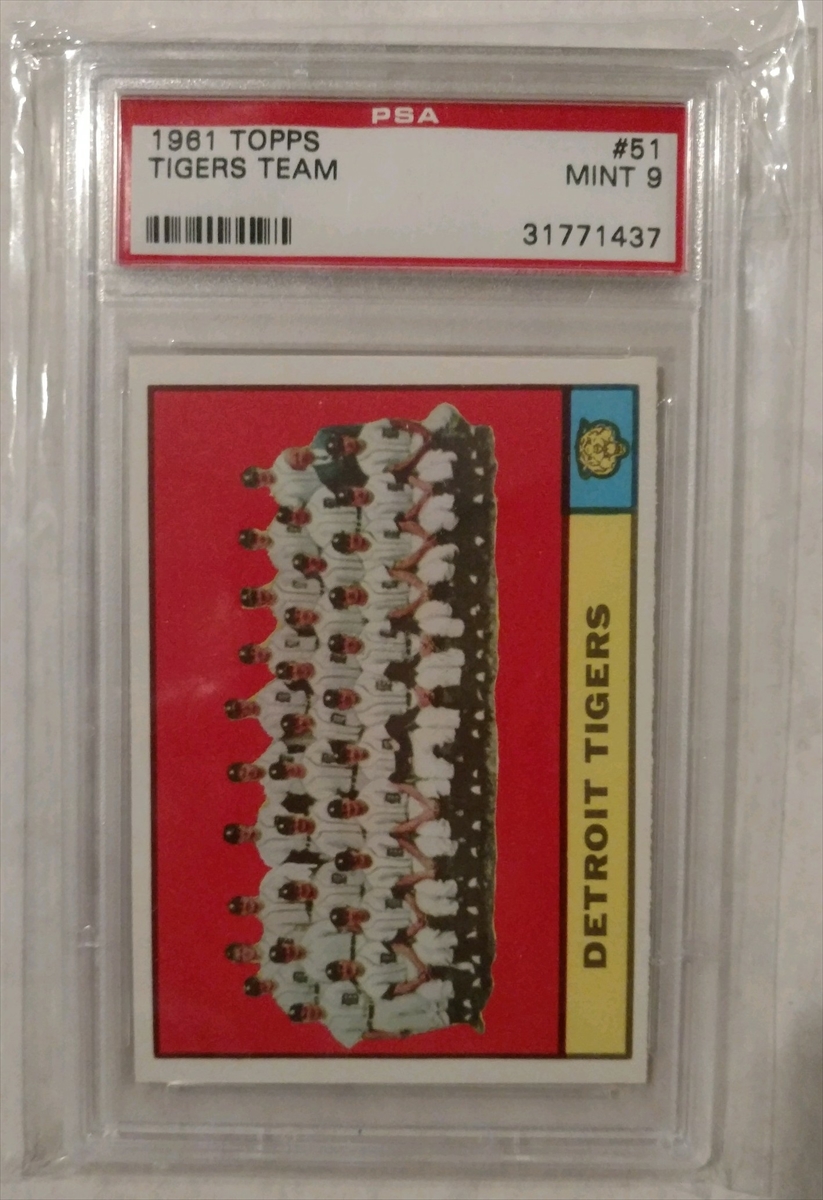 PSA
1961 TOPPS #51
TIGERS TEAM MINT 9
31771437
DETROIT TIGERS